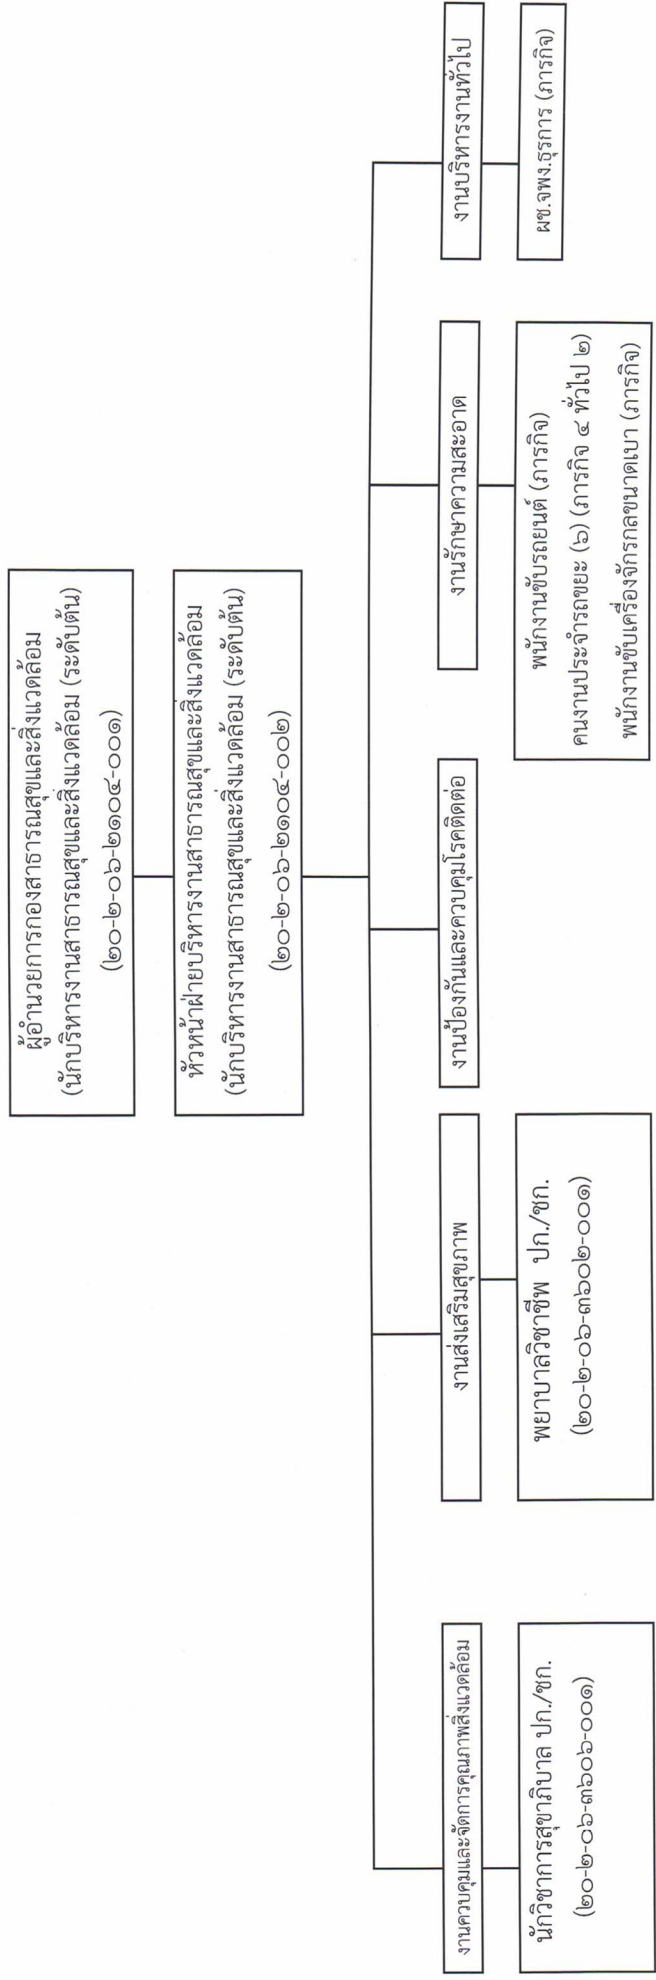 ผู้อำนวยการกองสาธารณสุขและสิ่งแวดล้อม
(นักบริหารงานสาธารณสุขและสิ่งแวดล้อม (ระดับต้น)
(๒๐-๒-๐๖-๒๑๐๔-๐๐๑)
หัวหน้าฝ่ายบริหารงานสาธารณสุขและสิ่งแวดล้อม
(นักบริหารงานสาธารณสุขและสิ่งแวดล้อม (ระดับต้น)
(๒๐-๒-๐๖-๒๑๐๔-๐๐๒)
งานควบคุมและจัดการคุณภาพสิ่งแวดล้อม
นักวิชาการสุขาภิบาล ปก./ชก.
(๒๐-๒-๐๖-๓๖๐๖-๐๐๑)
งานส่งเสริมสุขภาพ
พยาบาลวิชาชีพ ปก./ชก.
(๒๐-๒-๐๖-๓๖๐๒-๐๐๑)
งานป้องกันและควบคุมโรคติดต่อ
งานรักษาความสะอาด
พนักงานขับรถยนต์ (ภารกิจ)
คนงานประจำรถขยะ (๖) (ภารกิจ ๔ ทั่วไป ๒)
พนักงานขับเครื่องจักรกลขนาดเบา (ภารกิจ)
งานบริหารงานทั่วไป
ผช.จพง.ธุรการ (ภารกิจ)